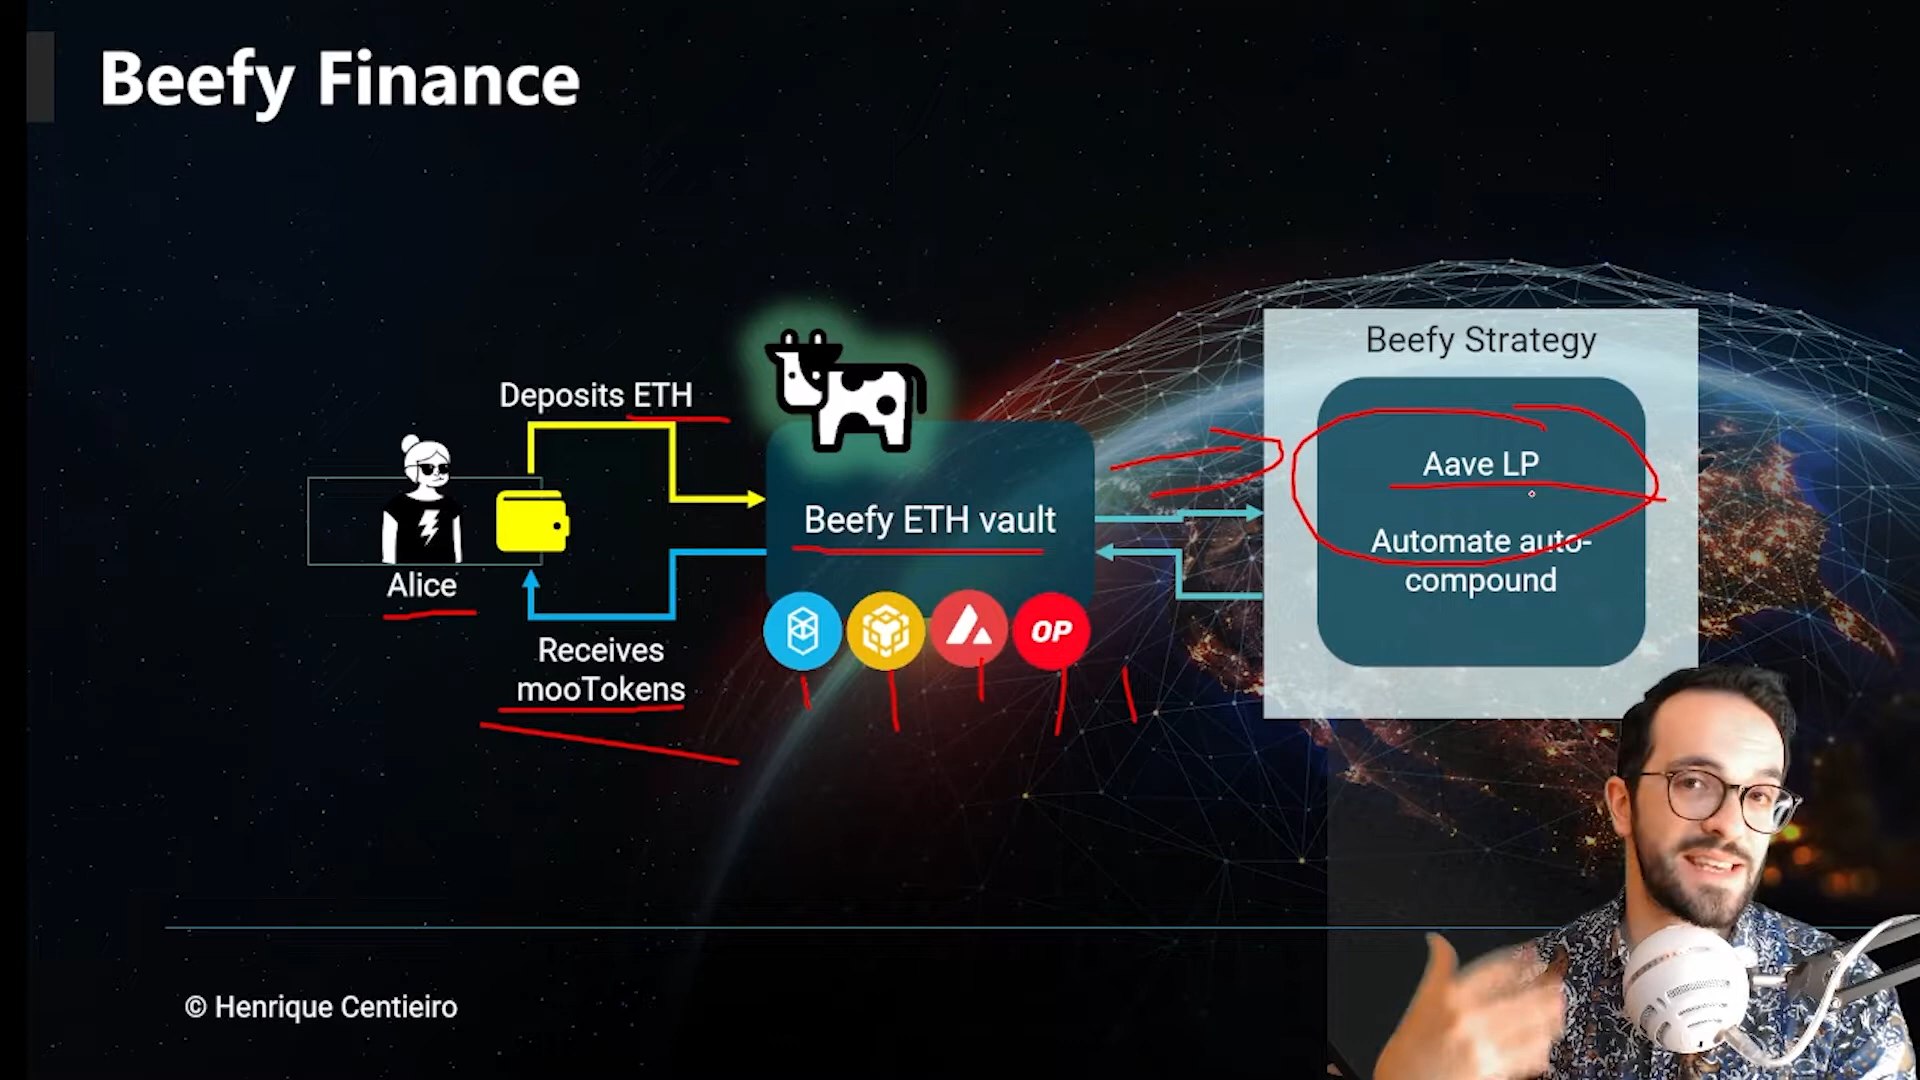 Beefy Finance
Deposits ETH
Alice
Receives
mooTokens
Beefy ETH vault
OP
Beefy Strategy
Aave LP
Automate auto-
compound
© Henrique Centieiro